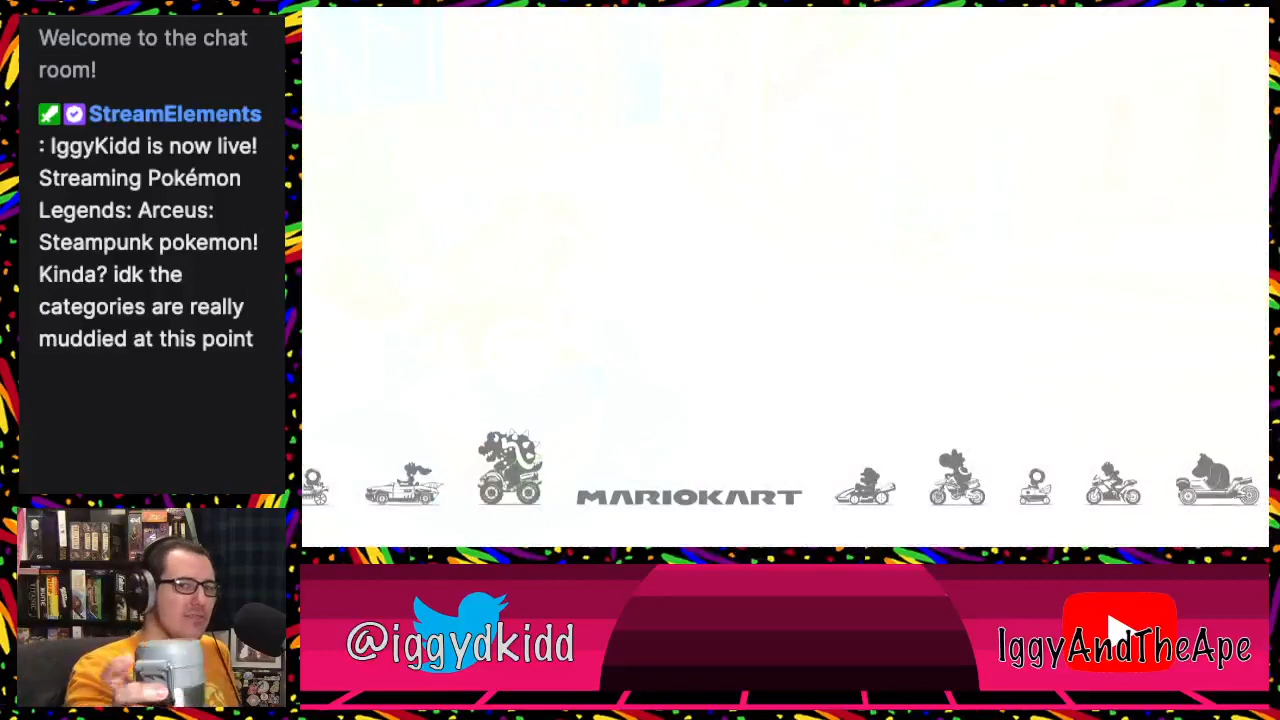 Welcome to the chat
room!
StreamElements
: IggyKidd is now live!
Streaming Pokémon
Legends: Arceus:
Steampunk pokemon!
Kinda? idk the
categories are really
muddied at this point
MARIOKART
@iggydkidd
IggyAndTheApe